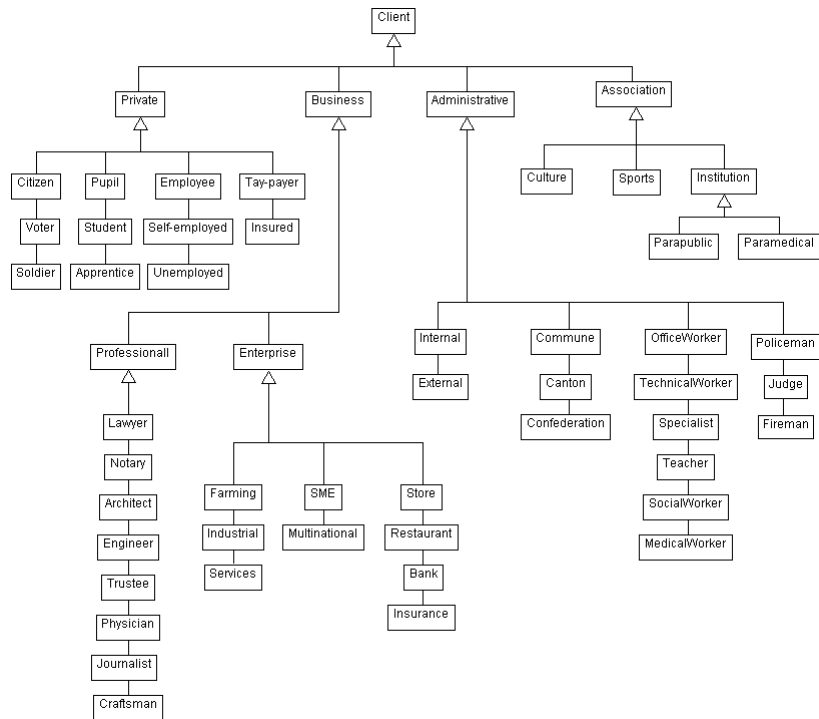 Client
Private
Business
Administrative
Association
Citizen
Pupil
Employee
Tay-payer
Culture
Sports
Institution
Voter
Student
Self-employed
Insured
Parapublic
Paramedical
Soldier
Apprentice
Unemployed
Professionall
Enterprise
Internal
Commune
OfficeWorker
Policeman
External
Canton
TechnicalWorker
Judge
Lawyer
Confederation
Specialist
Fireman
Notary
Teacher
Farming
SME
Store
Architect
SocialWorker
Industrial
Multinational
Restaurant
Engineer
MedicalWorker
Services
Bank
Trustee
Insurance
Physician
Journalist
Craftsman